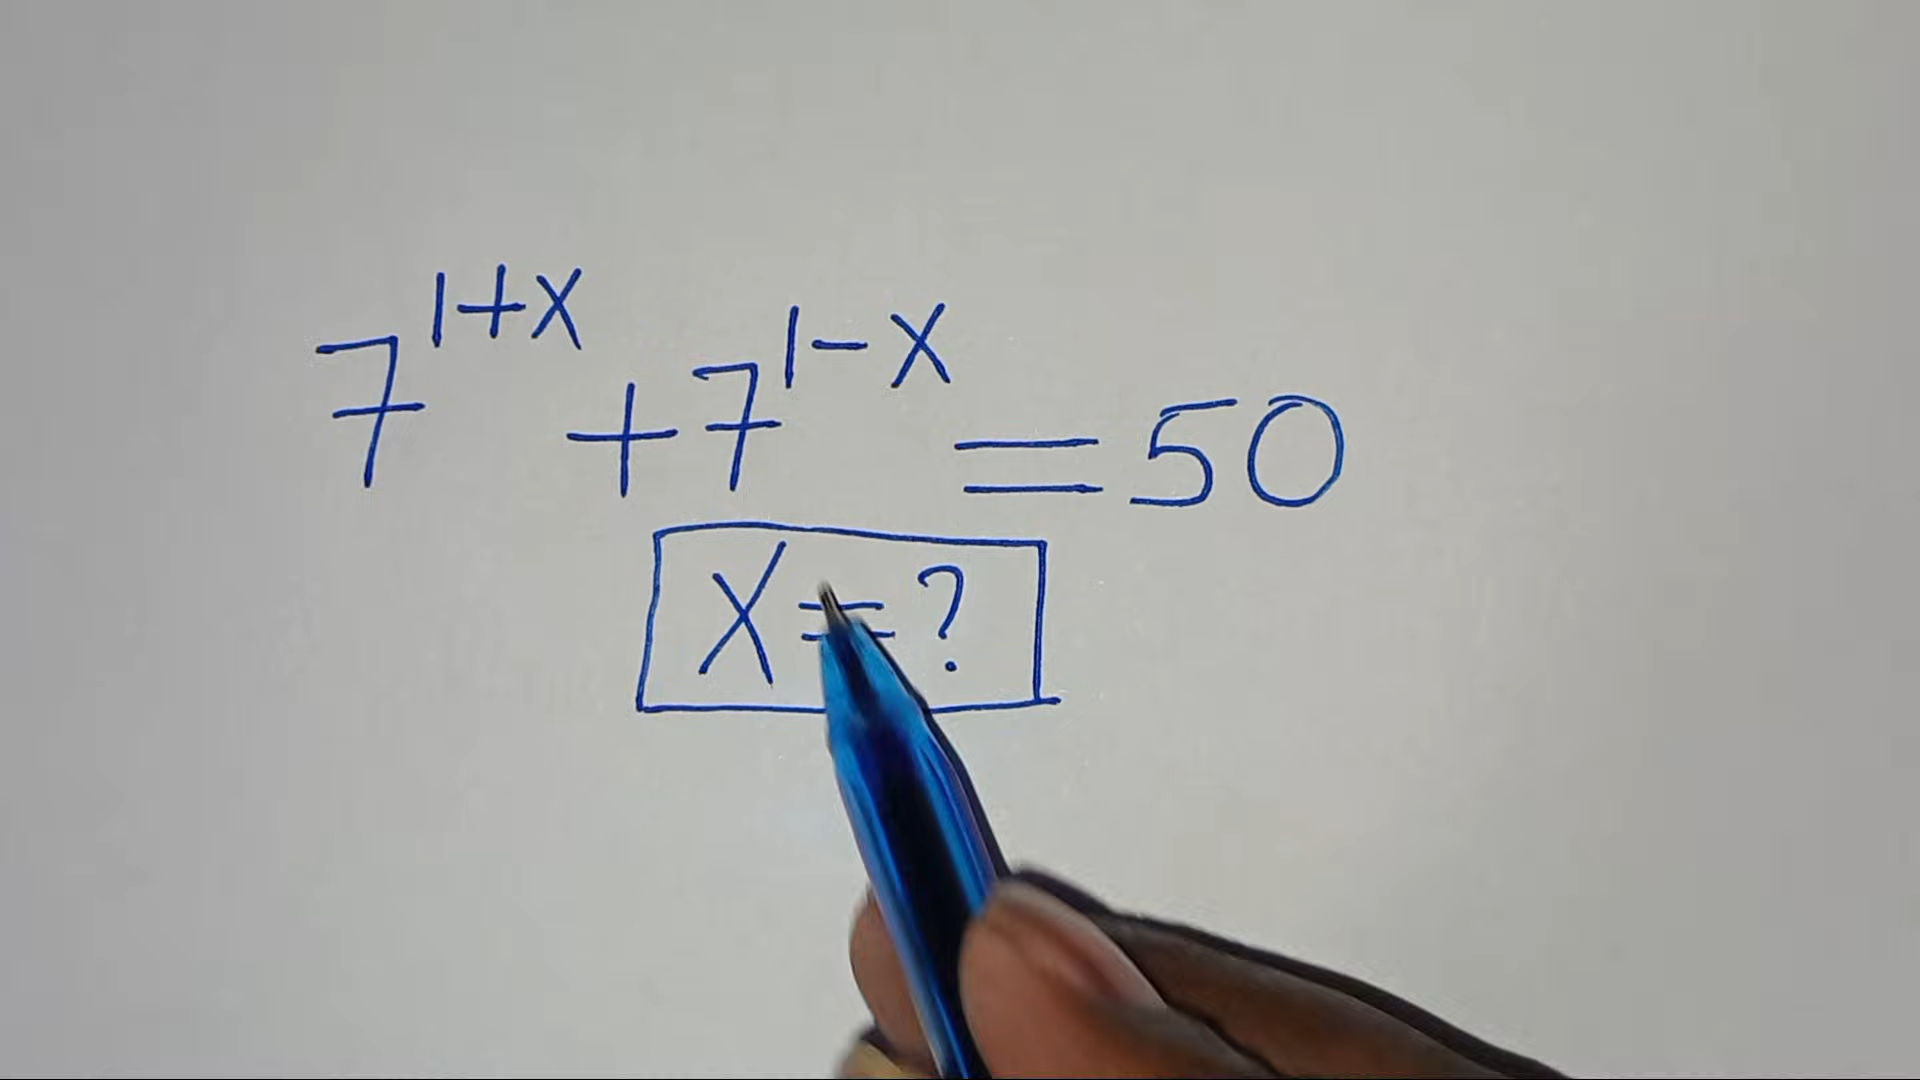 7^{1+x} + 7^{1-x} = 50
X = ?